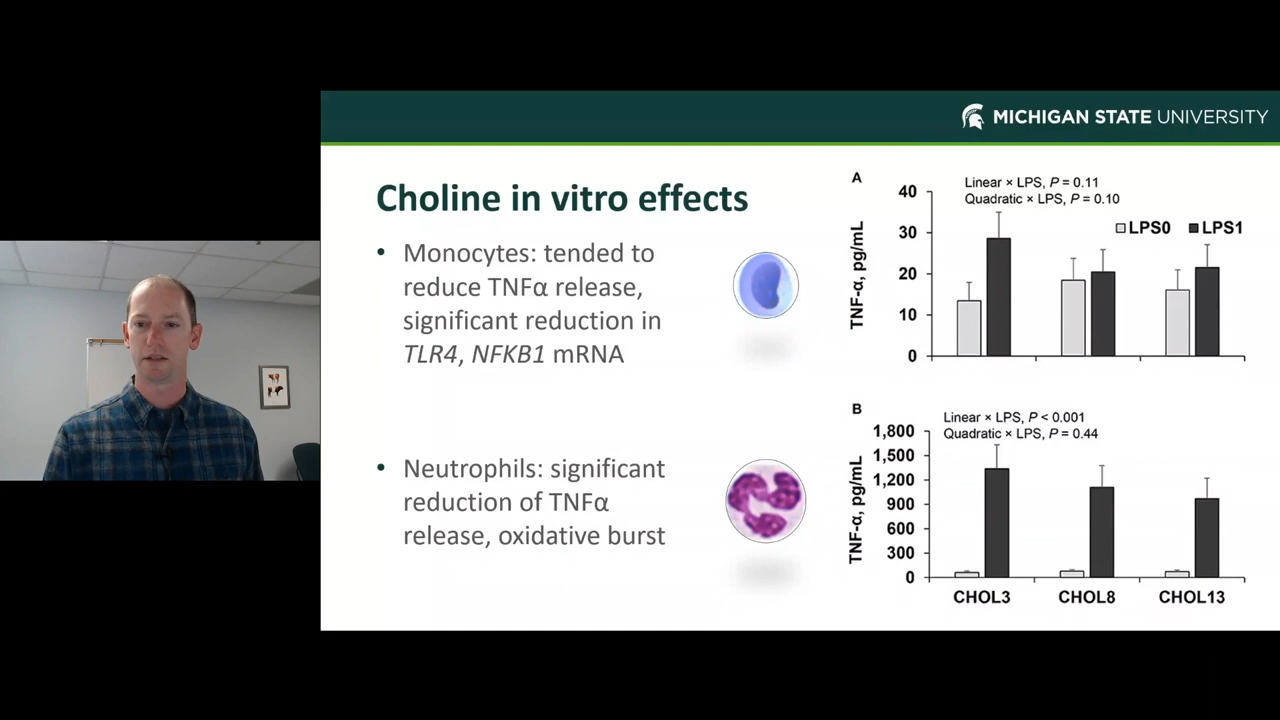 MICHIGAN STATE UNIVERSITY
Choline in vitro effects
• Monocytes: tended to
reduce TNFα release,
significant reduction in
TLR4, NFKB1 mRNA
• Neutrophils: significant
reduction of TNFα
release, oxidative burst
A
Linear × LPS, P = 0.11
Quadratic × LPS, P = 0.10
LPS0 LPS1
TNF-α, pg/mL
40
30
20
10
0
B
Linear × LPS, P < 0.001
Quadratic × LPS, P = 0.44
TNF-α, pg/mL
1,800
1,500
1,200
900
600
300
0
CHOL3 CHOL8 CHOL13